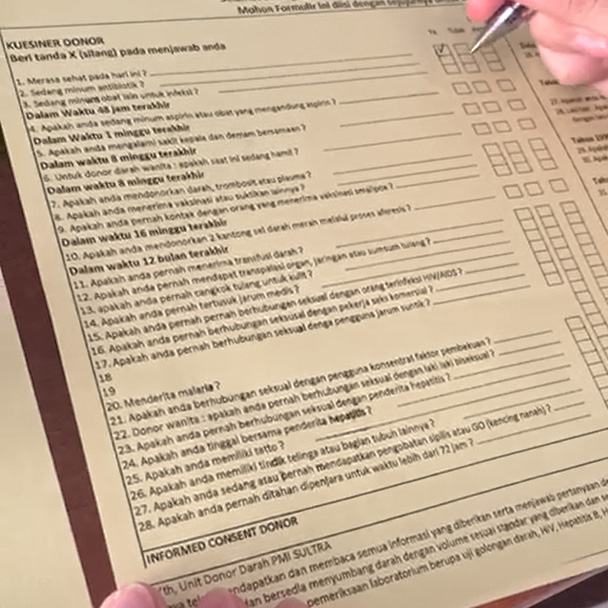 Mohon Formulir ini diisi dengan
KUESINER DONOR
Beri tanda X (silang) pada menjawab anda
Ya Tidak
1. Merasa sehat pada hari ini ?
2. Sedang minum antibiotik ?
3. Sedang minum obat lain untuk infeksi ?
Dalam Waktu 48 jam terakhir
4. Apakah anda sedang minum aspirin atau obat yang mengandung aspirin ?
Dalam Waktu 1 minggu terakhir
5. Apakah anda mengalami sakit kepala dan demam bersamaan ?
Dalam waktu 8 minggu terakhir
6. Untuk donor darah wanita : apakah saat ini sedang hamil ?
Dalam waktu 8 minggu terakhir
7. Apakah anda mendonorkan darah, trombosit atau plasma ?
8. Apakah anda menerima vaksinasi atau suktikan lainnya ?
9. Apakah anda pernah kontak dengan orang yang menerima vaksinasi smallpox ?
Dalam waktu 16 minggu terakhir
10. Apakah anda mendonorkan 2 kantong sel darah merah melalui proses aferesis ?
Dalam waktu 12 bulan terakhir
11. Apakah anda pernah menerima transfusi darah ?
12. Apakah anda pernah mendapat transpalasi organ, jaringan atau sumsum tulang ?
13. apakah anda pernah cangkok tulang untuk kulit ?
14. Apakah anda pernah tertusuk jarum medis ?
15. Apakah anda pernah pernah berhubungan seksual dengan orang terinfeksi HIV/AIDS ?
16. Apakah anda pernah berhubungan seksusal dengan pekerja seks komersial ?
17. Apakah anda pernah berhubungan seksual denga pengguna jarum suntik ?
18
19
20. Menderita malaria ?
21. Apakah anda berhubungan seksual dengan pengguna konsentrat faktor pembekuan ?
22. Donor wanita : apakah anda pernah berhubungan seksual dengan laki laki biseksual ?
23. Apakah anda pernah berhubungan seksual dengan penderita hepatitis ?
24. Apakah anda tinggal bersama penderita hepatitis ?
25. Apakah anda memiliki tatto ?
26. Apakah anda memiliki tindik telinga atau bagian tubuh lainnya ?
27. Apakah anda sedang atau pernah mendapatkan pengobatan sipilis atau GO (kencing nanah) ?
28. Apakah anda pernah ditahan dipenjara untuk waktu lebih dari 72 jam ?
INFORMED CONSENT DONOR
Yth, Unit Donor Darah PMI SULTRA
dan membaca semua informasi yang diberikan serta menjawab pertanyaan
bersedia menyumbang darah dengan volume sesuai standar yang diberikan dan
pemeriksaan laboratorium berupa uji golongan darah, HIV, Hepatitis B,